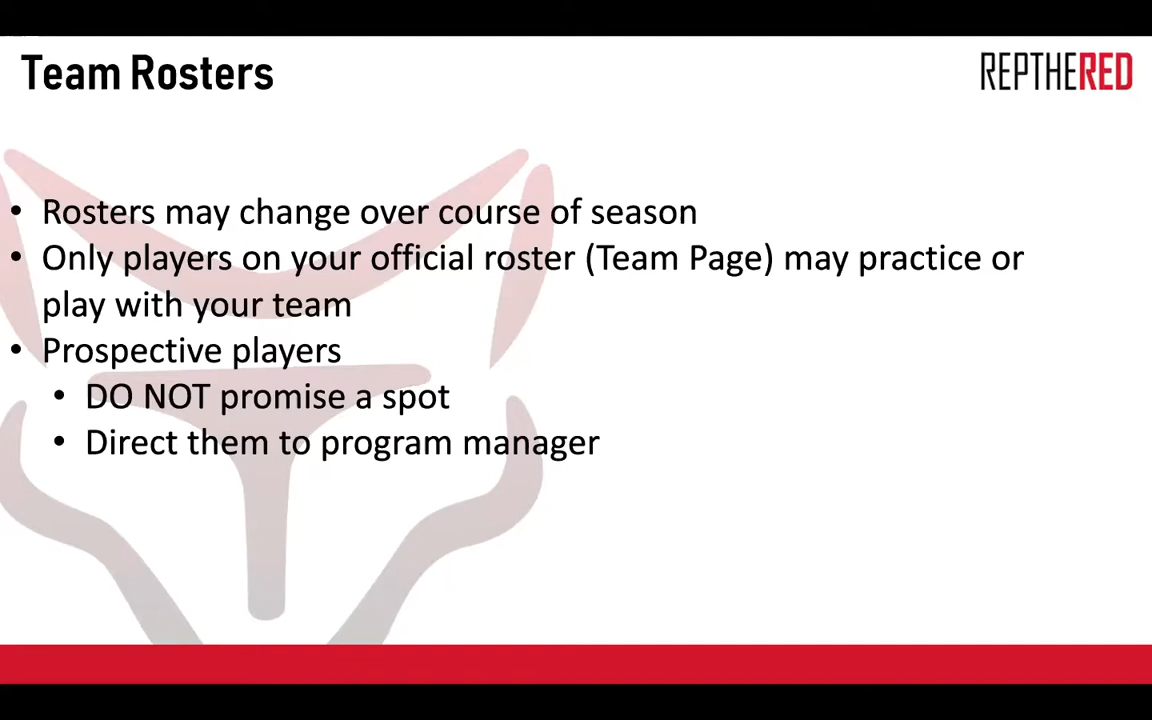 Team Rosters
REPTHERED
• Rosters may change over course of season
• Only players on your official roster (Team Page) may practice or
play with your team
• Prospective players
• DO NOT promise a spot
• Direct them to program manager